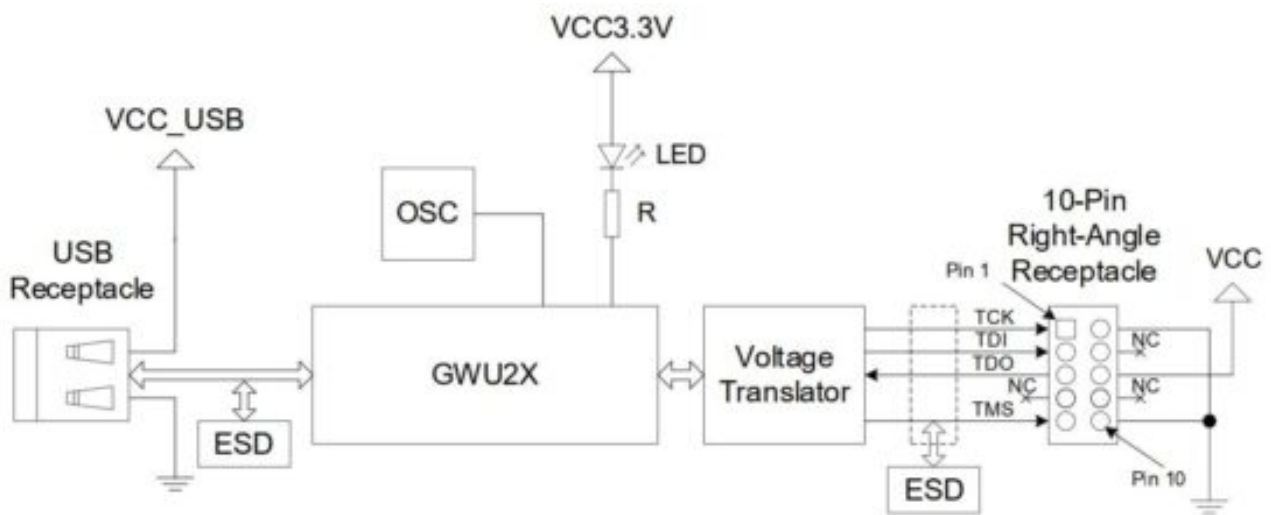 VCC3.3V
VCC_USB
LED
OSC
R
10-Pin
Right-Angle
Receptacle
USB
Receptacle
Pin 1
VCC
TCK
TDI
NC
Voltage
Translator
GWU2X
TDO
NC
NC
TMS
ESD
Pin 10
ESD